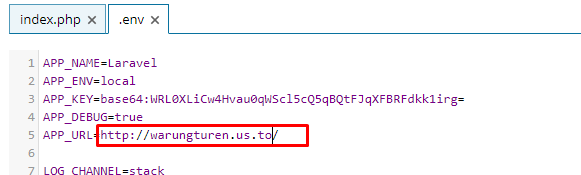 index.php × .env ×
1 APP_NAME=Laravel
2 APP_ENV=local
3 APP_KEY=base64:WRL0XLiCw4Hvau0qWScl5cQ5qBQtFJqXFBRFdkk1irg=
4 APP_DEBUG=true
5 APP_URL=http://warungturen.us.to/
6
7 LOG_CHANNEL=stack